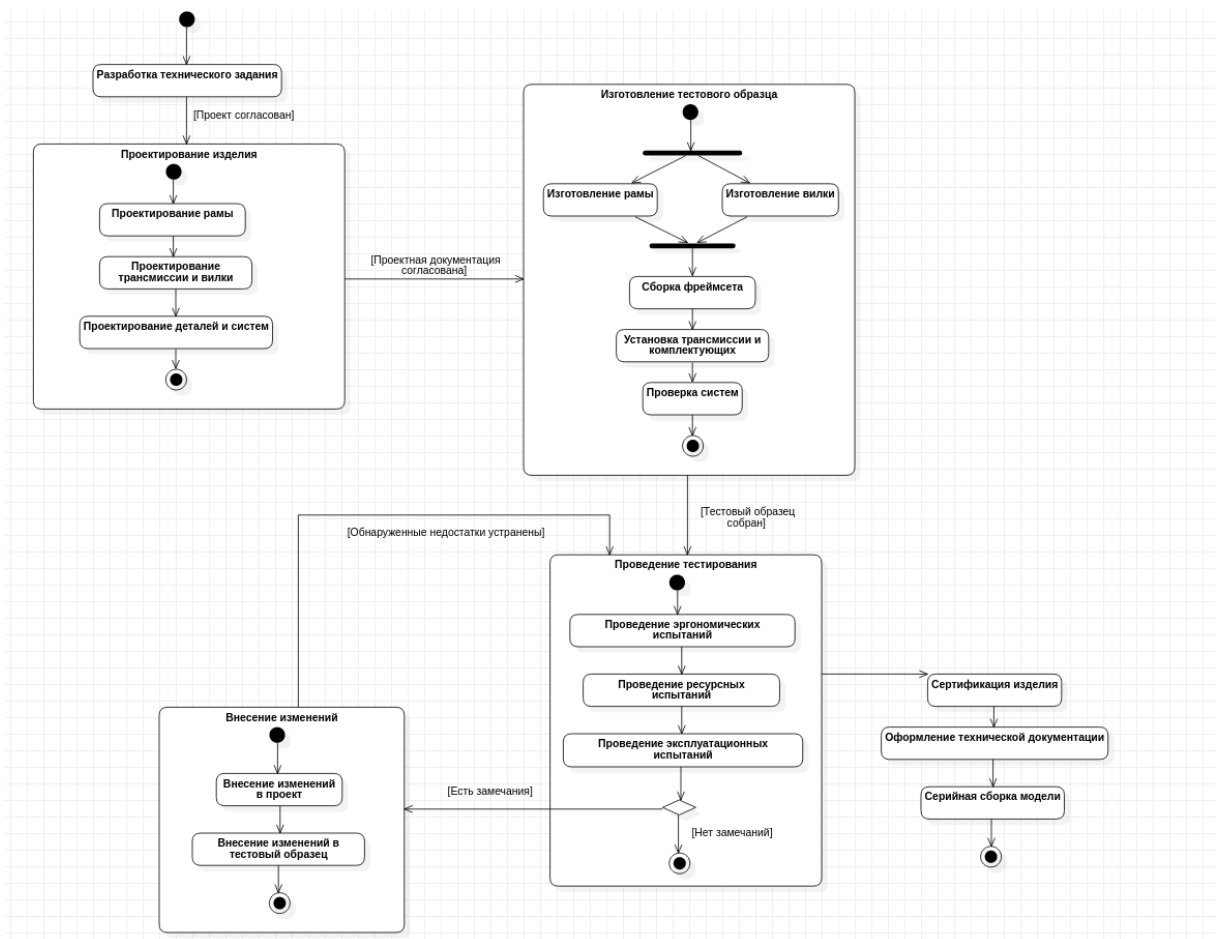 Разработка технического задания
[Проект согласован]
Проектирование изделия
Проектирование рамы
Проектирование
трансмиссии и вилки
Проектирование деталей и систем
[Проектная документация
согласована]
Изготовление тестового образца
Изготовление рамы
Изготовление вилки
Сборка фреймсета
Установка трансмиссии и
комплектующих
Проверка систем
[Тестовый образец
собран]
[Обнаруженные недостатки устранены]
Проведение тестирования
Проведение эргономических
испытаний
Проведение ресурсных
испытаний
Проведение эксплуатационных
испытаний
[Есть замечания]
[Нет замечаний]
Внесение изменений
Внесение изменений
в проект
Внесение изменений в
тестовый образец
Сертификация изделия
Оформление технической документации
Серийная сборка модели